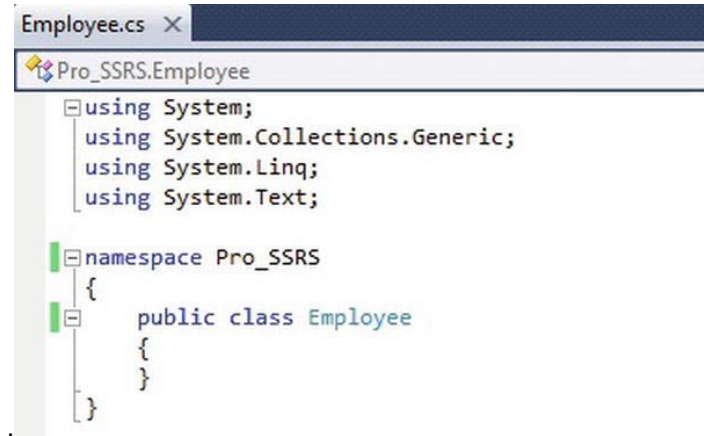 Employee.cs ×
Pro_SSRS.Employee
using System;
using System.Collections.Generic;
using System.Linq;
using System.Text;
namespace Pro_SSRS
{
public class Employee
{
}
}
.